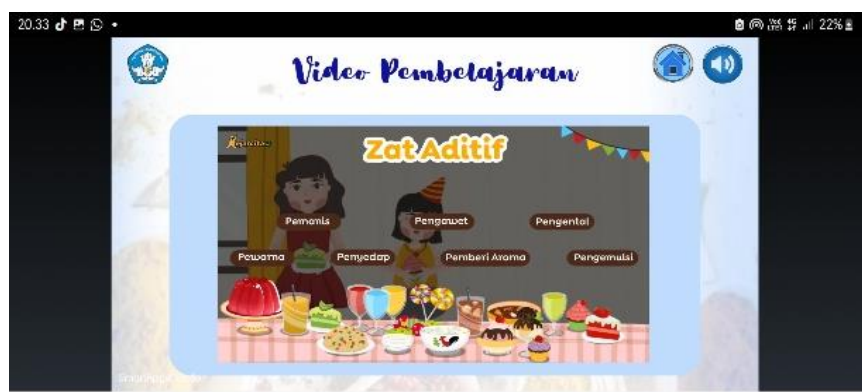 20.33
22%
Video Pembelajaran
Zat Aditif
Pemanis
Pengawet
Pengental
Pewarna
Penyedap
Pemberi Aroma
Pengemulsi